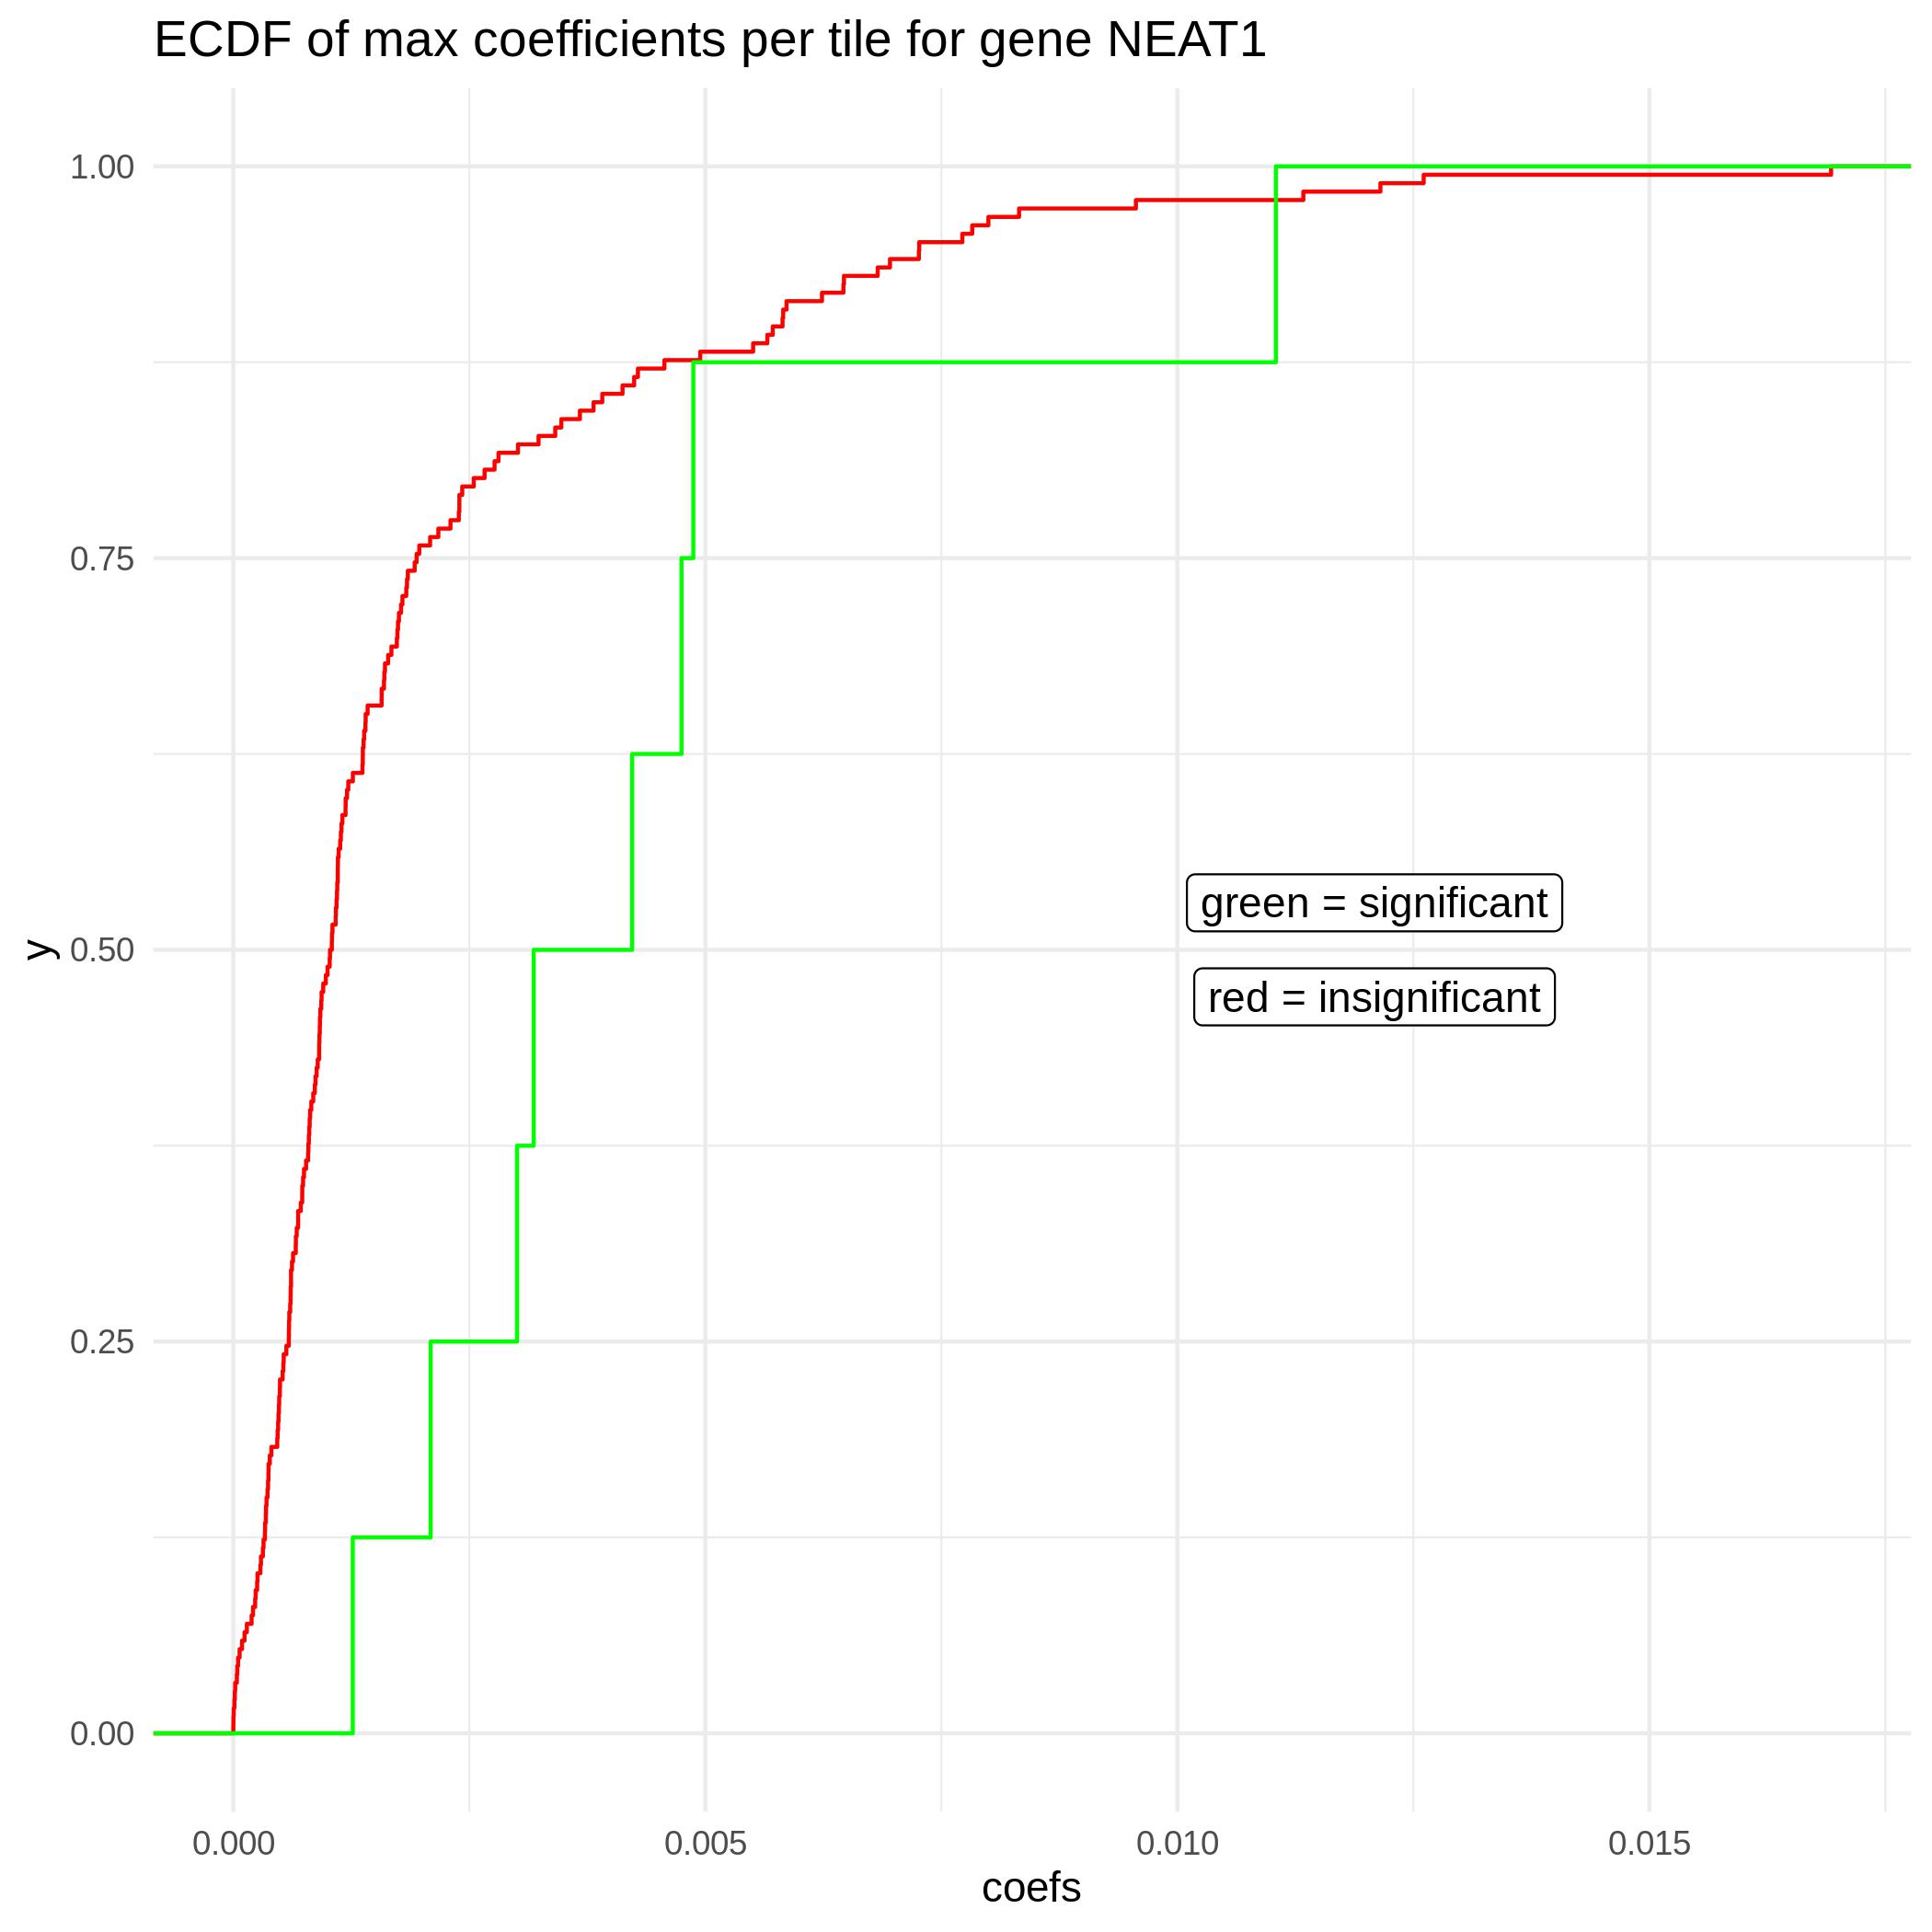 ECDF of max coefficients per tile for gene NEAT1
1.00
0.75
0.50
0.25
0.00
y
green = significant
red = insignificant
0.000 0.005 0.010 0.015
coefs